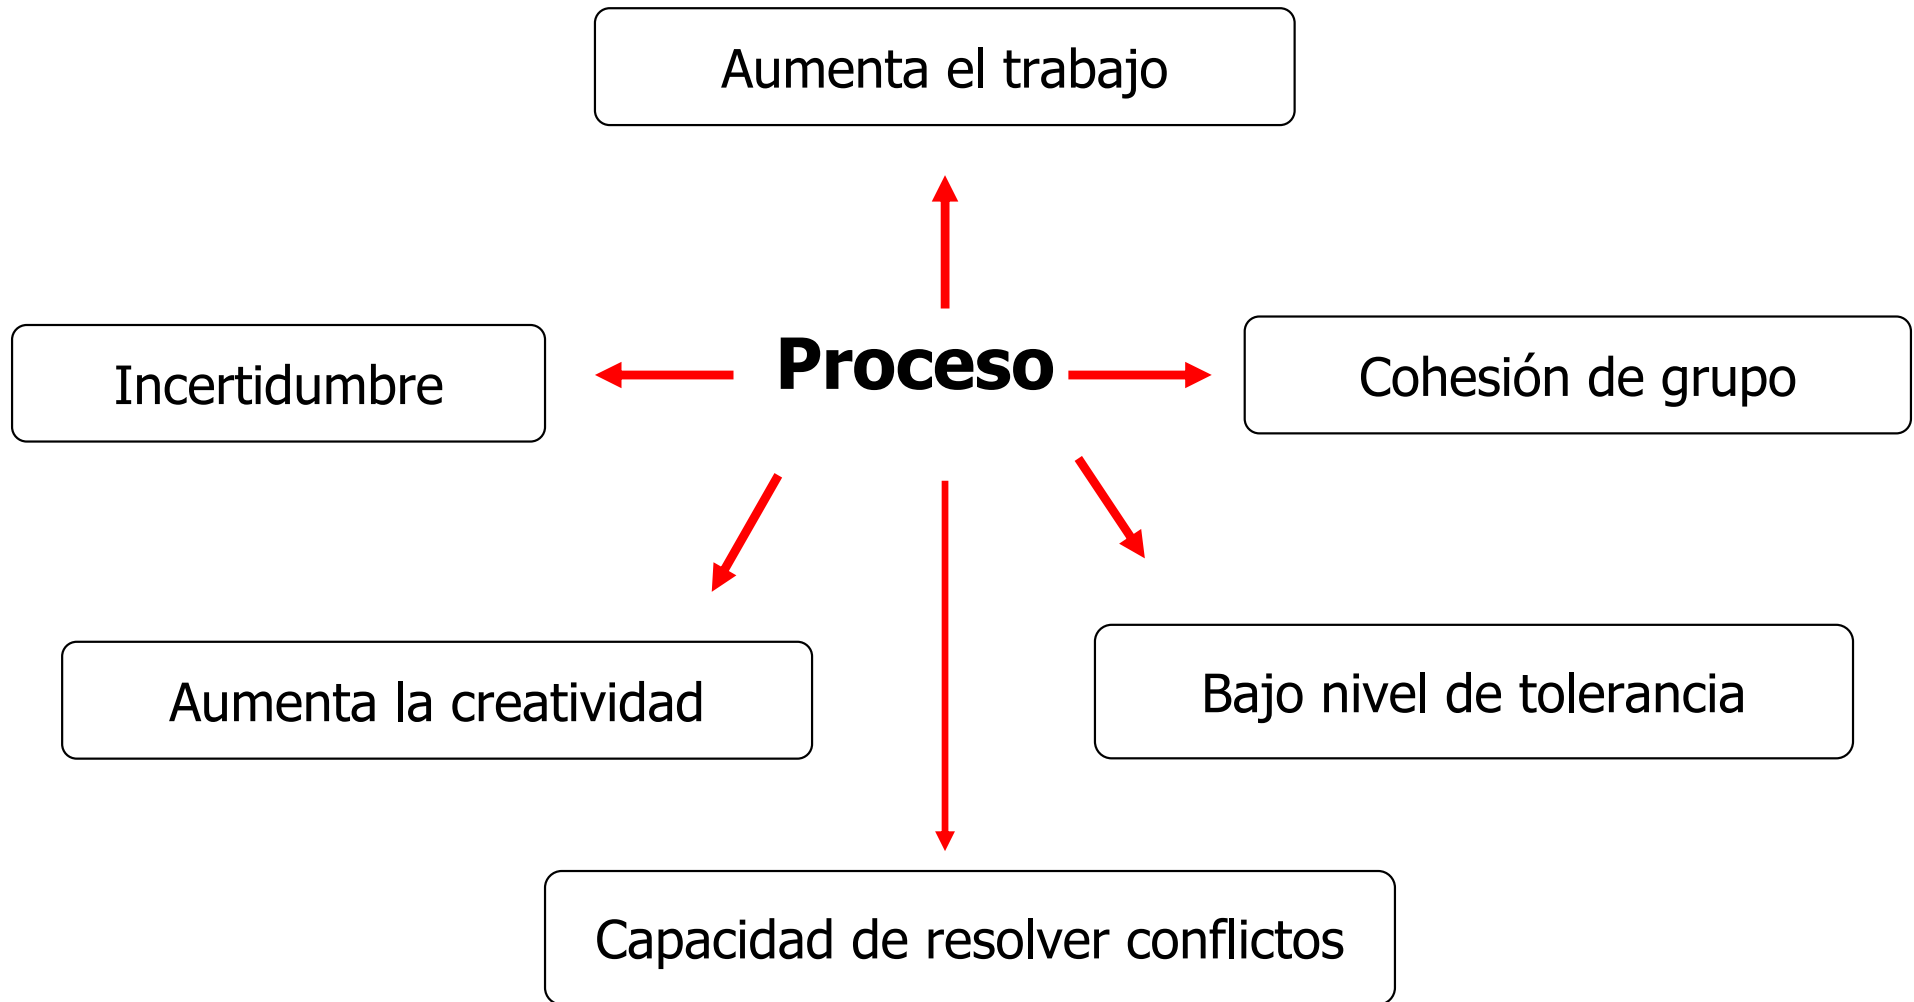 Aumenta el trabajo
Incertidumbre
Proceso
Cohesión de grupo
Aumenta la creatividad
Bajo nivel de tolerancia
Capacidad de resolver conflictos